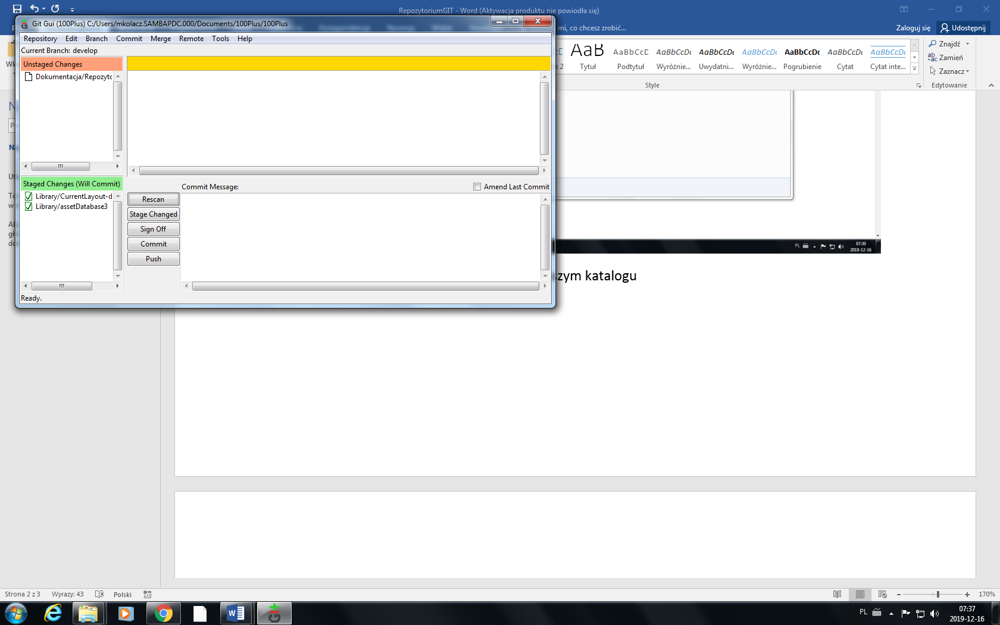 RepozytoriumGIT - Word (Aktywacja produktu nie powiodła się)
Git Gui (100Plus) C:/Users/mkolacz.SAMBAPDC.000/Documents/100Plus/100Plus
mi, co chcesz zrobić...
Zaloguj się
Udostępnij
Repository Edit Branch Commit Merge Remote Tools Help
Current Branch: develop
Unstaged Changes
Dokumentacja/Repozyto
Staged Changes (Will Commit)
Library/CurrentLayout-d
Library/assetDatabase3
Commit Message:
Amend Last Commit
Rescan
Stage Changed
Sign Off
Commit
Push
Ready.
AaB AaBbCcD AaBbCcDc AaBbCcDc AaBbCcDc AaBbCcDc AaBbCcDc AaBbCcDc
2 Tytuł Podtytuł Wyróżnie... Uwydatni... Wyróżnie... Pogrubienie Cytat Cytat inte...
Style
Znajdź
Zamień
Zaznacz
Edytowanie
PL 07:30
2019-12-16
szym katalogu
Strona 2 z 3 Wyrazy: 43 Polski
170%
PL 07:37
2019-12-16